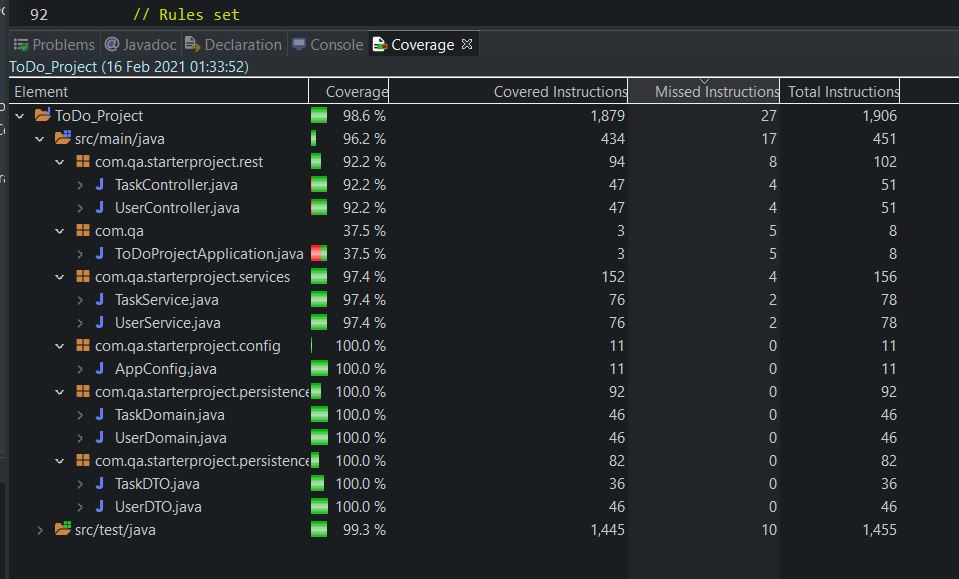 92 // Rules set
Problems @ Javadoc Declaration Console Coverage
ToDo_Project (16 Feb 2021 01:33:52)
Element Coverage Covered Instructions Missed Instructions Total Instructions
ToDo_Project 98.6 % 1,879 27 1,906
src/main/java 96.2 % 434 17 451
com.qa.starterproject.rest 92.2 % 94 8 102
J TaskController.java 92.2 % 47 4 51
J UserController.java 92.2 % 47 4 51
com.qa 37.5 % 3 5 8
J ToDoProjectApplication.java 37.5 % 3 5 8
com.qa.starterproject.services 97.4 % 152 4 156
J TaskService.java 97.4 % 76 2 78
J UserService.java 97.4 % 76 2 78
com.qa.starterproject.config 100.0 % 11 0 11
J AppConfig.java 100.0 % 11 0 11
com.qa.starterproject.persistence 100.0 % 92 0 92
J TaskDomain.java 100.0 % 46 0 46
J UserDomain.java 100.0 % 46 0 46
com.qa.starterproject.persistence 100.0 % 82 0 82
J TaskDTO.java 100.0 % 36 0 36
J UserDTO.java 100.0 % 46 0 46
src/test/java 99.3 % 1,445 10 1,455